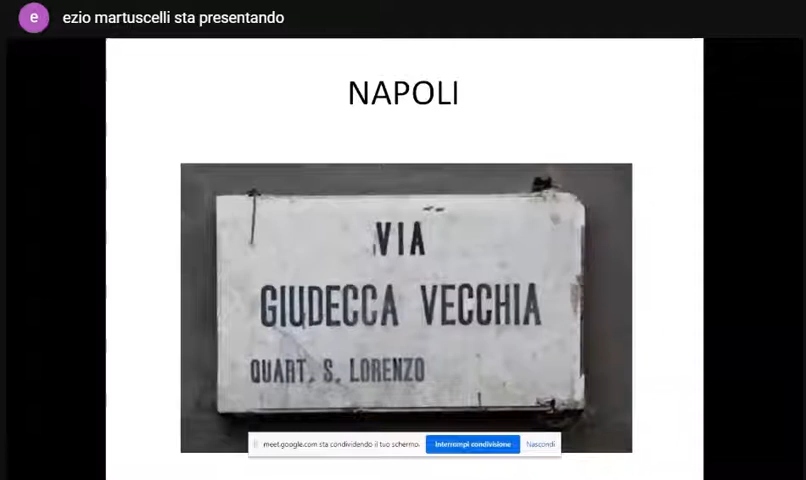 e
ezio martuscelli sta presentando
NAPOLI
VIA
GIUDECCA VECCHIA
QUART. S. LORENZO
meet.google.com sta condividendo il tuo schermo.
Interrompi condivisione
Nascondi